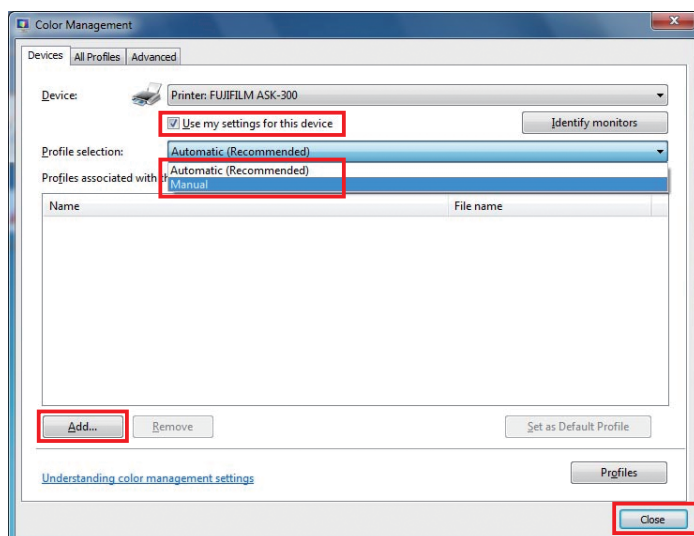 Color Management
Devices All Profiles Advanced
Device: Printer: FUJIFILM ASK-300
Use my settings for this device Identify monitors
Profile selection: Automatic (Recommended)
Automatic (Recommended)
Profiles associated with th
Manual
Name File name
Add... Remove Set as Default Profile
Understanding color management settings Profiles
Close